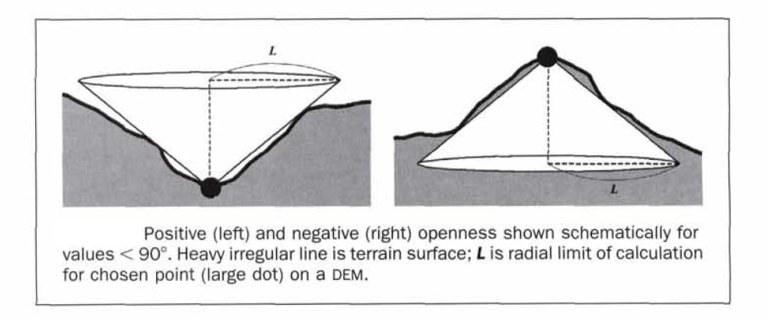 L
L
Positive (left) and negative (right) openness shown schematically for
values < 90°. Heavy irregular line is terrain surface; L is radial limit of calculation
for chosen point (large dot) on a DEM.